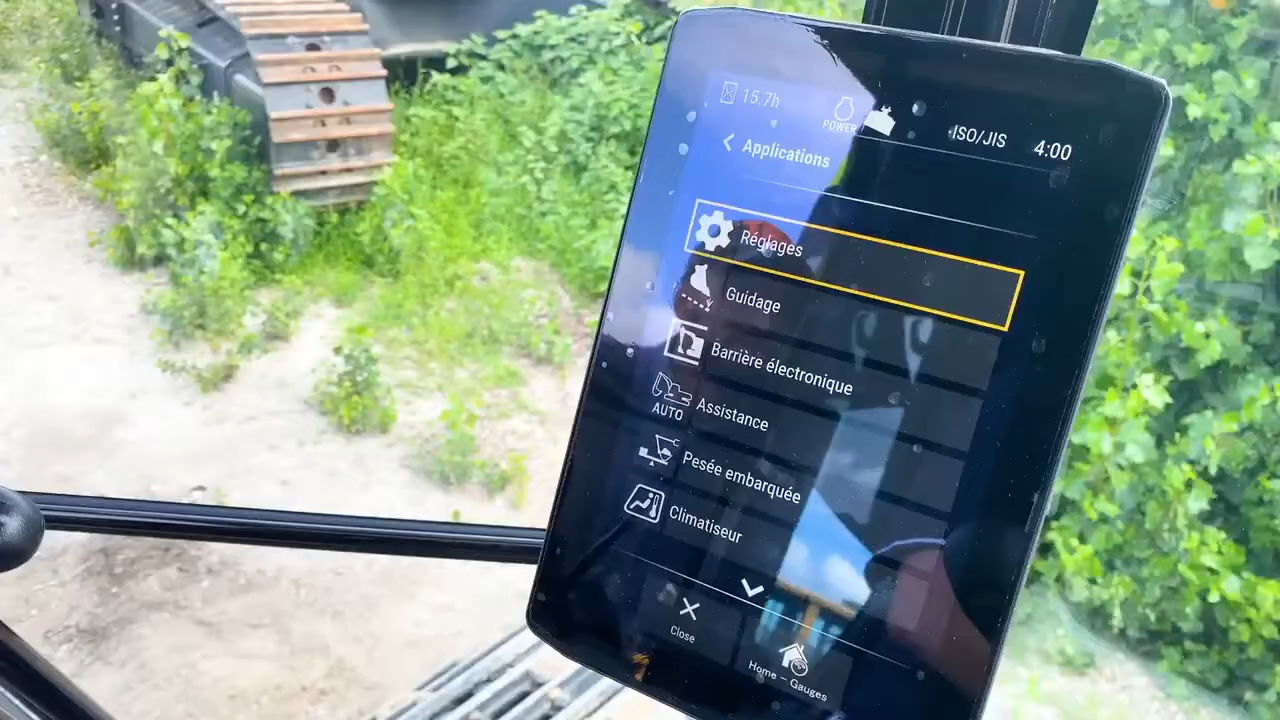 15.7h
POWER
ISO/JIS
4:00
Applications
Réglages
Guidage
Barrière électronique
AUTO
Assistance
Pesée embarquée
Climatiseur
Close
Home - Gauges